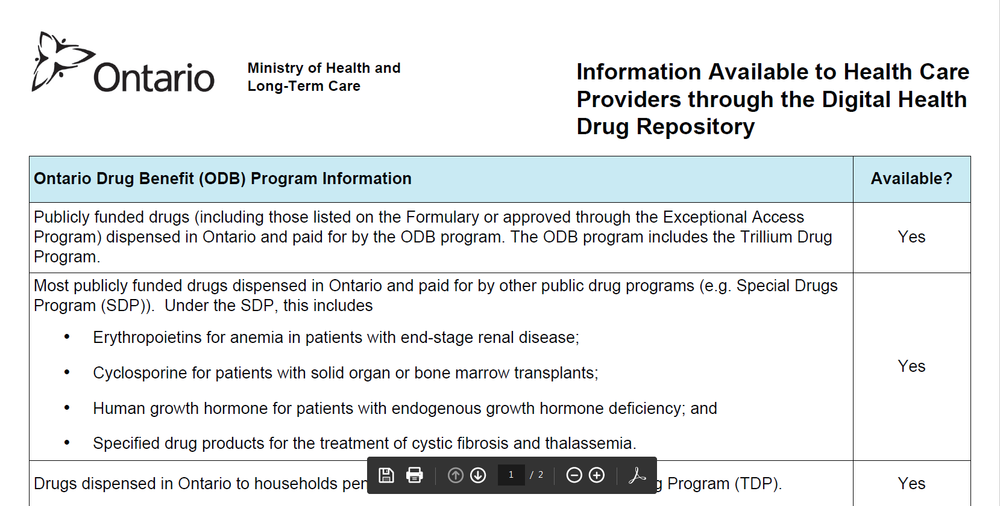 Ontario
Ministry of Health and
Long-Term Care
Information Available to Health Care
Providers through the Digital Health
Drug Repository
Ontario Drug Benefit (ODB) Program Information
Available?
Publicly funded drugs (including those listed on the Formulary or approved through the Exceptional Access
Program) dispensed in Ontario and paid for by the ODB program. The ODB program includes the Trillium Drug
Program.
Yes
Most publicly funded drugs dispensed in Ontario and paid for by other public drug programs (e.g. Special Drugs
Program (SDP)).  Under the SDP, this includes
• Erythropoietins for anemia in patients with end-stage renal disease;
• Cyclosporine for patients with solid organ or bone marrow transplants;
• Human growth hormone for patients with endogenous growth hormone deficiency; and
• Specified drug products for the treatment of cystic fibrosis and thalassemia.
Yes
Drugs dispensed in Ontario to households
Program (TDP).
Yes
1 / 2